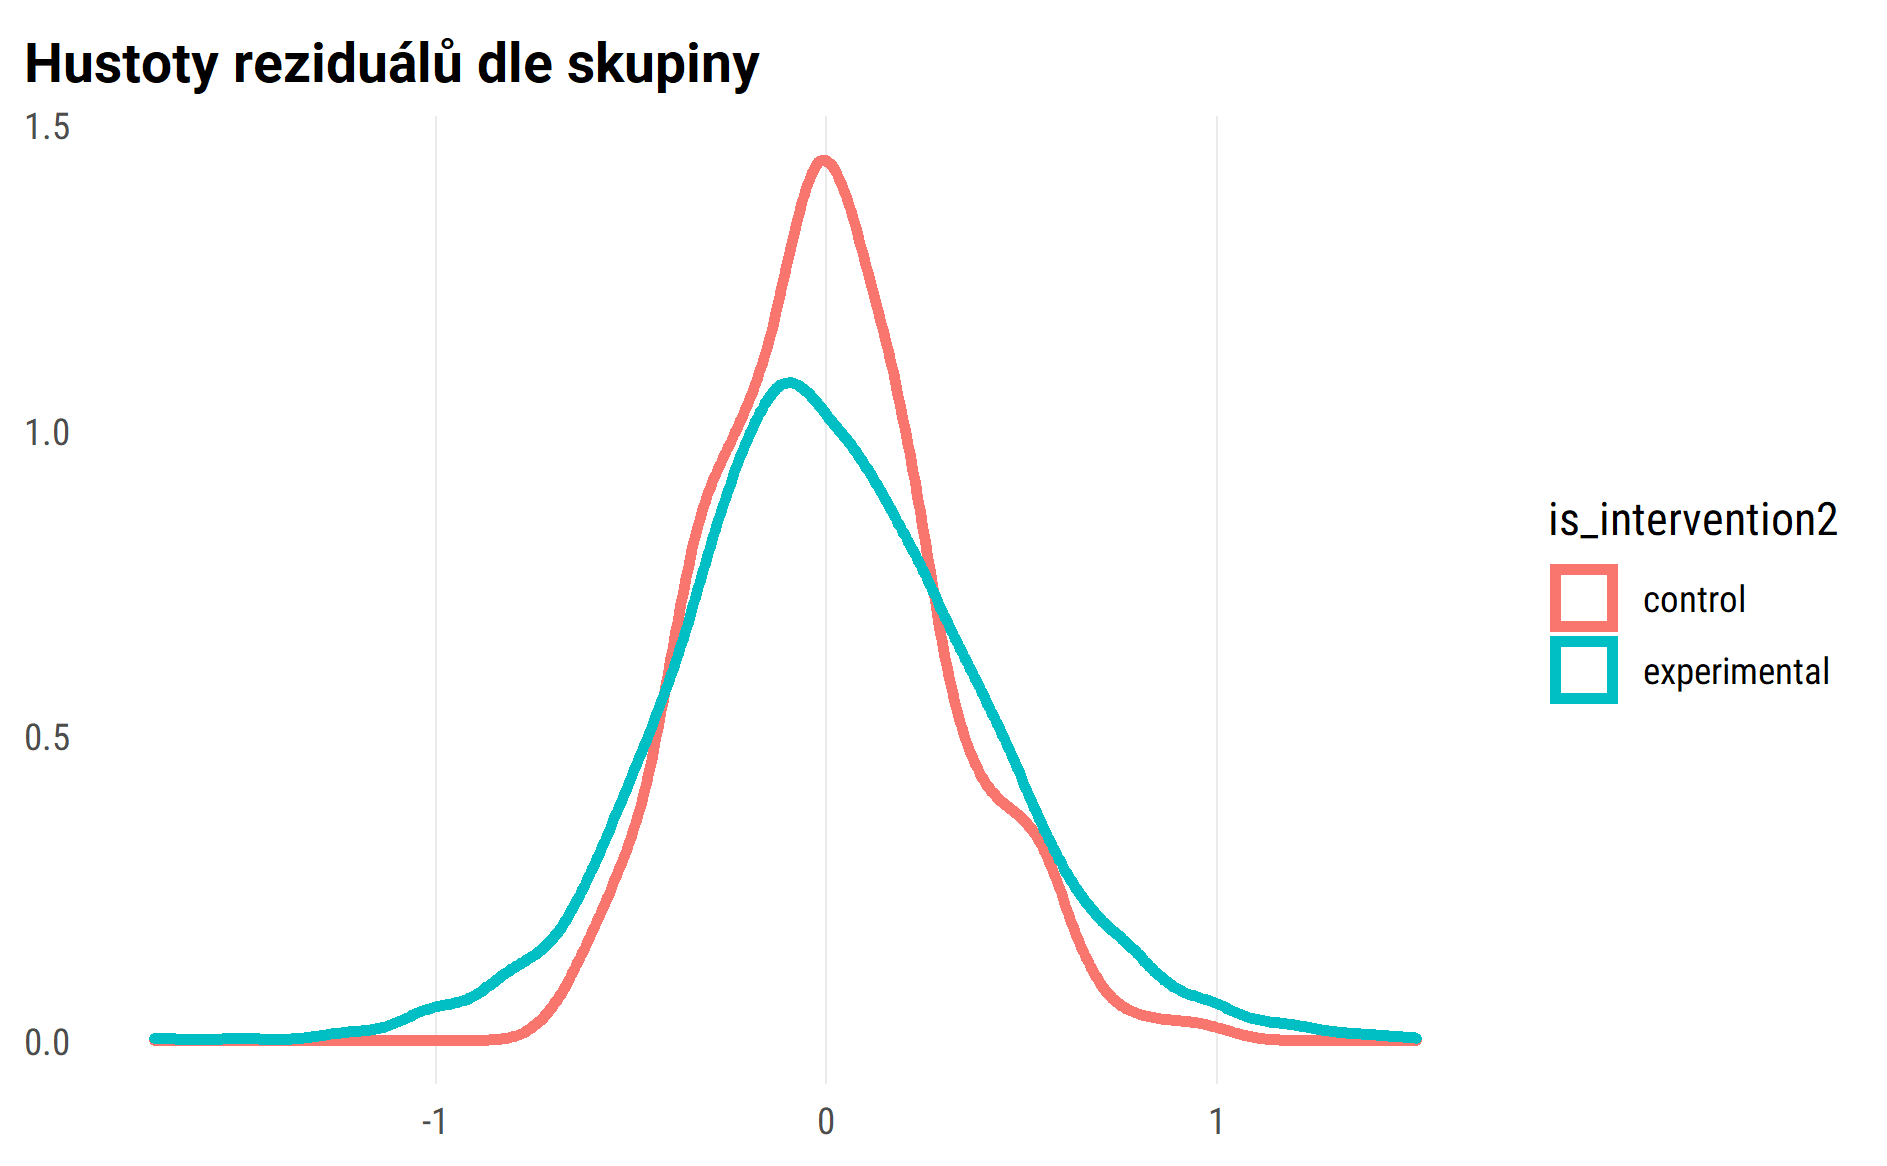 Hustoty reziduálů dle skupiny
1.5
1.0
0.5
0.0
-1
0
1
is_intervention2
control
experimental